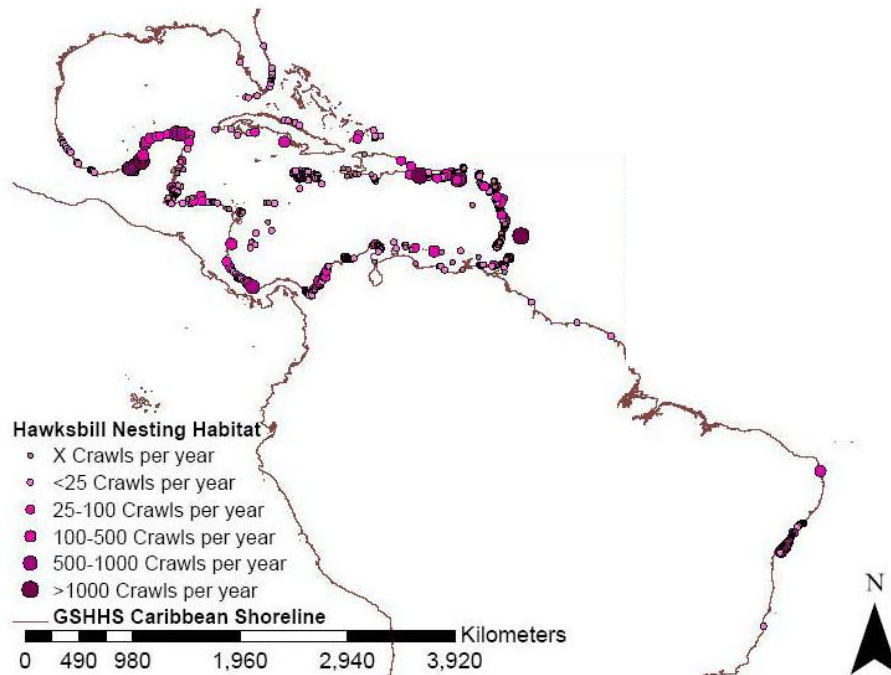 Hawksbill Nesting Habitat
X Crawls per year
<25 Crawls per year
25-100 Crawls per year
100-500 Crawls per year
500-1000 Crawls per year
>1000 Crawls per year
GSHHS Caribbean Shoreline
Kilometers
0 490 980 1,960 2,940 3,920
N